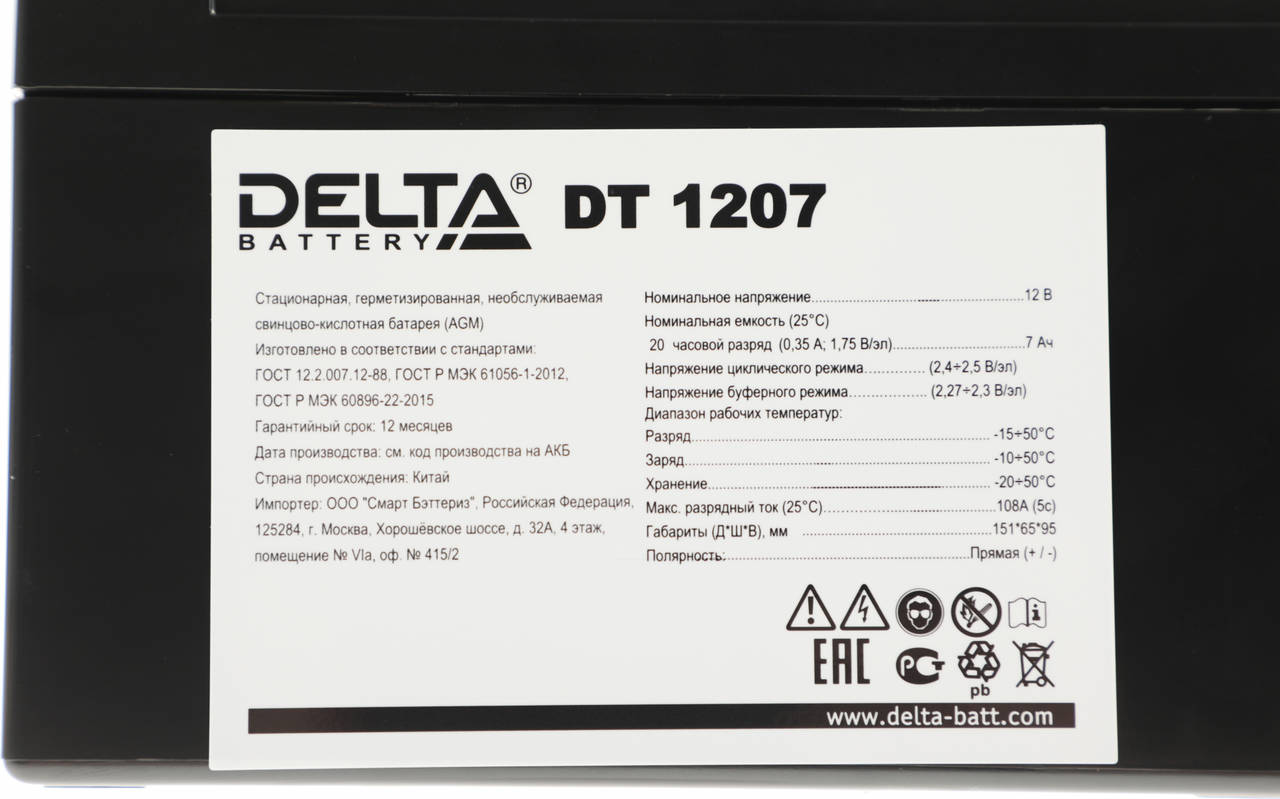 DELTA®
BATTERY
DT 1207
Стационарная, герметизированная, необслуживаемая
свинцово-кислотная батарея (AGM)
Изготовлено в соответствии с стандартами:
ГОСТ 12.2.007.12-88, ГОСТ Р МЭК 61056-1-2012,
ГОСТ Р МЭК 60896-22-2015
Гарантийный срок: 12 месяцев
Дата производства: см. код производства на АКБ
Страна происхождения: Китай
Импортер: ООО "Смарт Бэттериз", Российская Федерация,
125284, г. Москва, Хорошёвское шоссе, д. 32А, 4 этаж,
помещение № VIa, оф. № 415/2
Номинальное напряжение 12 В
Номинальная емкость (25°С)
20 часовой разряд (0,35 А; 1,75 В/эл) 7 Ач
Напряжение циклического режима (2,4÷2,5 В/эл)
Напряжение буферного режима (2,27÷2,3 В/эл)
Диапазон рабочих температур:
Разряд -15÷50°С
Заряд -10÷50°С
Хранение -20÷50°С
Макс. разрядный ток (25°С) 108А (5с)
Габариты (Д*Ш*В), мм 151*65*95
Полярность: Прямая (+ / -)
EAC
РСТ
pb
www.delta-batt.com